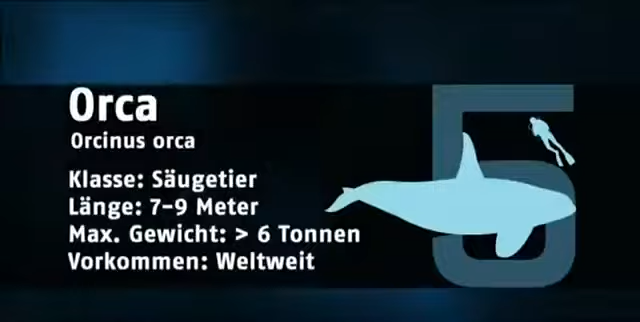 Orca
Orcinus orca
Klasse: Säugetier
Länge: 7-9 Meter
Max. Gewicht: > 6 Tonnen
Vorkommen: Weltweit
5